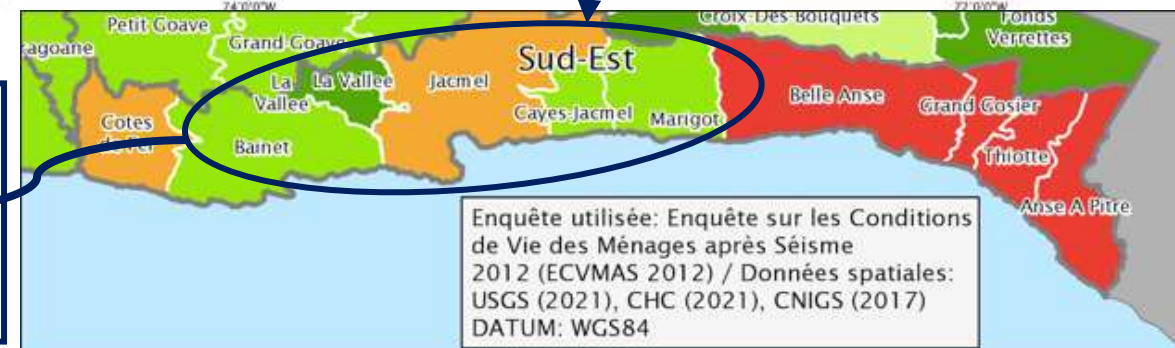 74°0'0"W
72°0'0"W
Petit Goave
Croix-Des-Bouquets
Fonds
Verrettes
agoane
Grand Goave
Sud-Est
La
Vallee
La Vallee
Jacmel
Belle Anse
Grand Gosier
Cotes
de Fer
Cayes-Jacmel
Marigot
Bainet
Thiotte
Anse A Pitre
Enquête utilisée: Enquête sur les Conditions
de Vie des Ménages après Séisme
2012 (ECVMAS 2012) / Données spatiales:
USGS (2021), CHC (2021), CNIGS (2017)
DATUM: WGS84